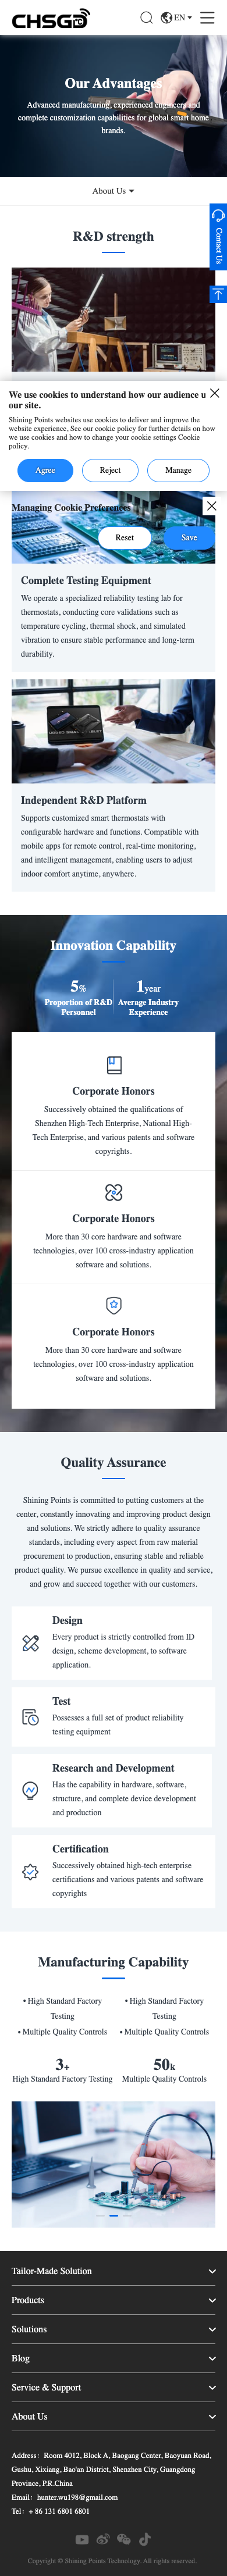 CHSGD
EN
Our Advantages
Advanced manufacturing, experienced engineers and
complete customization capabilities for global smart home
brands.
About Us
Contact Us
R&D strength
We use cookies to understand how our audience u
our site.
Shining Points websites use cookies to deliver and improve the
website experience, See our cookie policy for further details on how
we use cookies and how to change your cookie settings Cookie
policy.
Agree
Reject
Manage
Managing Cookie Preferences
Reset
Save
Complete Testing Equipment
We operate a specialized reliability testing lab for
thermostats, conducting core validations such as
temperature cycling, thermal shock, and simulated
vibration to ensure stable performance and long-term
durability.
Independent R&D Platform
Supports customized smart thermostats with
configurable hardware and functions. Compatible with
mobile apps for remote control, real-time monitoring,
and intelligent management, enabling users to adjust
indoor comfort anytime, anywhere.
Innovation Capability
5%
Proportion of R&D
Personnel
1year
Average Industry
Experience
Corporate Honors
Successively obtained the qualifications of
Shenzhen High-Tech Enterprise, National High-
Tech Enterprise, and various patents and software
copyrights.
Corporate Honors
More than 30 core hardware and software
technologies, over 100 cross-industry application
software and solutions.
Corporate Honors
More than 30 core hardware and software
technologies, over 100 cross-industry application
software and solutions.
Quality Assurance
Shining Points is committed to putting customers at the
center, constantly innovating and improving product design
and solutions. We strictly adhere to quality assurance
standards, including every aspect from raw material
procurement to production, ensuring stable and reliable
product quality. We pursue excellence in quality and service,
and grow and succeed together with our customers.
Design
Every product is strictly controlled from ID
design, scheme development, to software
application.
Test
Possesses a full set of product reliability
testing equipment
Research and Development
Has the capability in hardware, software,
structure, and complete device development
and production
Certification
Successively obtained high-tech enterprise
certifications and various patents and software
copyrights
Manufacturing Capability
• High Standard Factory
Testing
• Multiple Quality Controls
• High Standard Factory
Testing
• Multiple Quality Controls
3+
High Standard Factory Testing
50k
Multiple Quality Controls
Tailor-Made Solution
Products
Solutions
Blog
Service & Support
About Us
Address：Room 4012, Block A, Baogang Center, Baoyuan Road,
Gushu, Xixiang, Bao'an District, Shenzhen City, Guangdong
Province, P.R.China
Email：hunter.wu198@gmail.com
Tel：+ 86 131 6801 6801
Copyright © Shining Points Technology. All rights reserved.